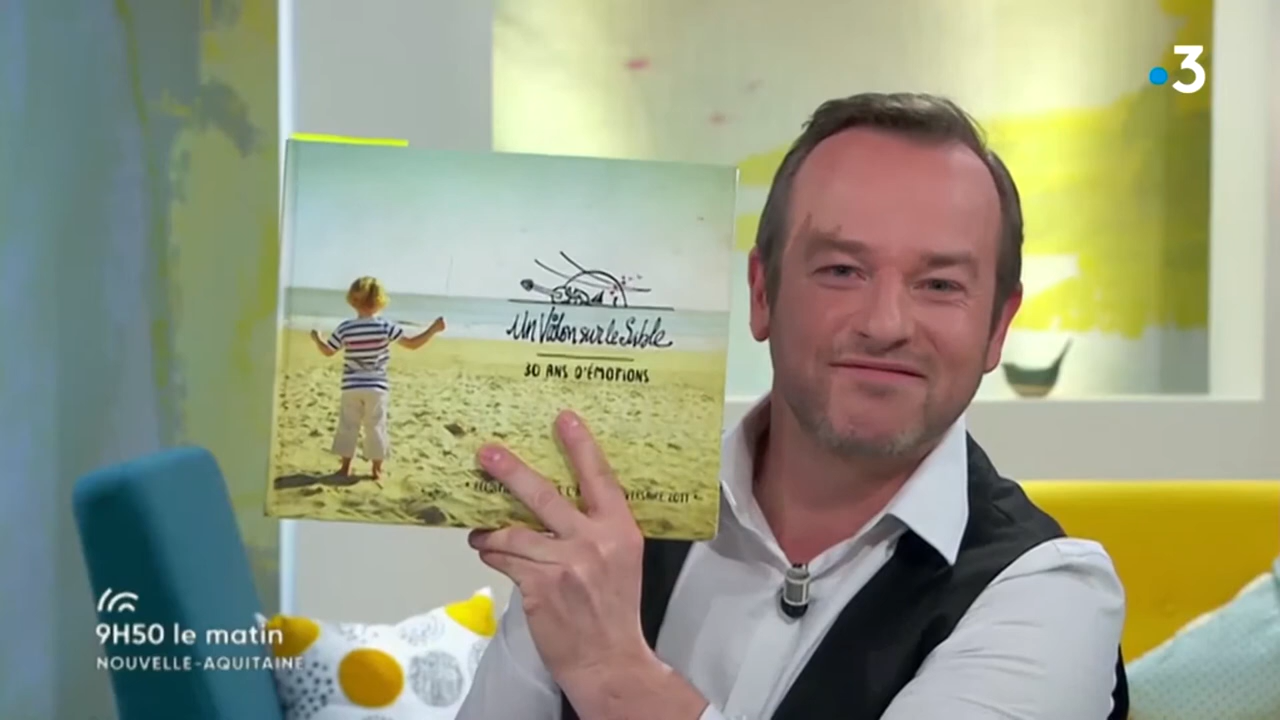 3
Un Violon sur le Sable
30 ANS D'ÉMOTIONS
9H50 le matin
NOUVELLE-AQUITAINE